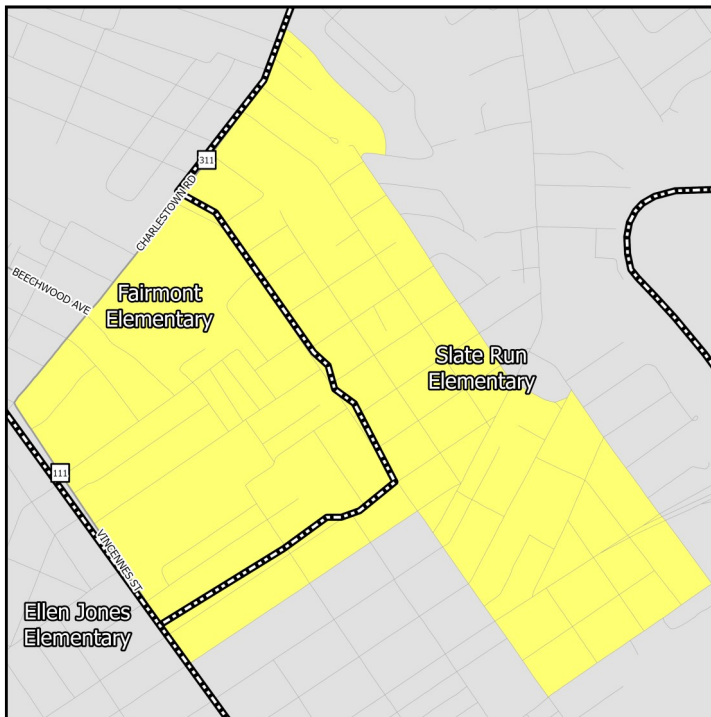 311
CHARLESTOWN RD
BEECHWOOD AVE
Fairmont
Elementary
Slate Run
Elementary
111
VINCENNES ST
Ellen Jones
Elementary